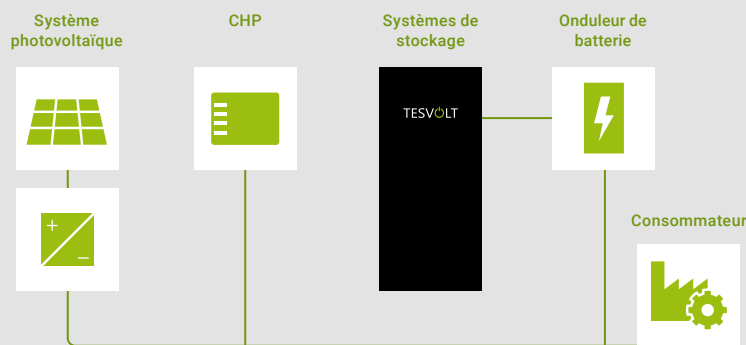 Système
photovoltaïque
CHP
Systèmes de
stockage
Onduleur de
batterie
TESVOLT
Consommateur